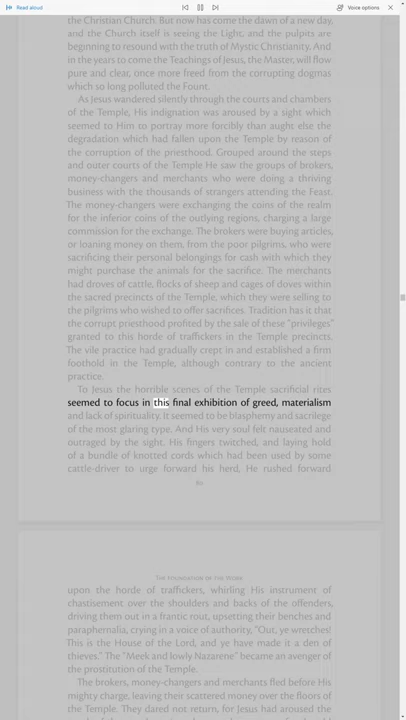 Read aloud
Voice options
the Christian Church. But now has come the dawn of a new day,
and the Church itself is seeing the Light, and the pulpits are
beginning to resound with the truth of Mystic Christianity. And
in the years to come the Teachings of Jesus, the Master, will flow
pure and clear, once more freed from the corrupting dogmas
which so long polluted the Fount.
As Jesus wandered silently through the courts and chambers
of the Temple, His indignation was aroused by a sight which
seemed to Him to portray more forcibly than aught else the
degradation which had fallen upon the Temple by reason of
the corruption of the priesthood. Grouped around the steps
and outer courts of the Temple He saw the groups of brokers,
money-changers and merchants who were doing a thriving
business with the thousands of strangers attending the Feast.
The money-changers were exchanging the coins of the realm
for the inferior coins of the outlying regions, charging a large
commission for the exchange. The brokers were buying articles,
or loaning money on them, from the poor pilgrims, who were
sacrificing their personal belongings for cash with which they
might purchase the animals for the sacrifice. The merchants
had droves of cattle, flocks of sheep and cages of doves within
the sacred precincts of the Temple, which they were selling to
the pilgrims who wished to offer sacrifices. Tradition has it that
the corrupt priesthood profited by the sale of these "privileges"
granted to this horde of traffickers in the Temple precincts.
The vile practice had gradually crept in and established a firm
foothold in the Temple, although contrary to the ancient
practice.
To Jesus the horrible scenes of the Temple sacrificial rites
seemed to focus in this final exhibition of greed, materialism
and lack of spirituality. It seemed to be blasphemy and sacrilege
of the most glaring type. And His very soul felt nauseated and
outraged by the sight. His fingers twitched, and laying hold
of a bundle of knotted cords which had been used by some
cattle-driver to urge forward his herd, He rushed forward
The Foundation of the Work
upon the horde of traffickers, whirling His instrument of
chastisement over the shoulders and backs of the offenders,
driving them out in a frantic rout, upsetting their benches and
paraphernalia, crying in a voice of authority, "Out, ye wretches!
This is the House of the Lord, and ye have made it a den of
thieves." The "Meek and lowly Nazarene" became an avenger of
the prostitution of the Temple.
The brokers, money-changers and merchants fled before His
mighty charge, leaving their scattered money over the floors of
the Temple. They dared not return, for Jesus had aroused the